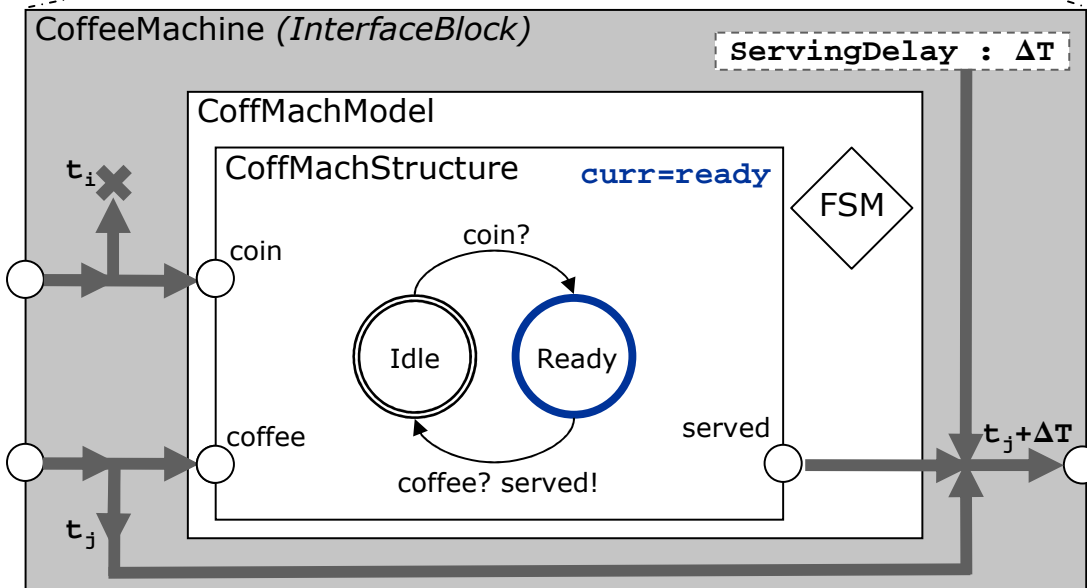 CoffeeMachine (InterfaceBlock)
ServingDelay : ΔT
CoffMachModel
CoffMachStructure
curr=ready
FSM
tᵢ
coin
coin?
Idle
Ready
coffee
served
coffee? served!
tⱼ
tⱼ+ΔT